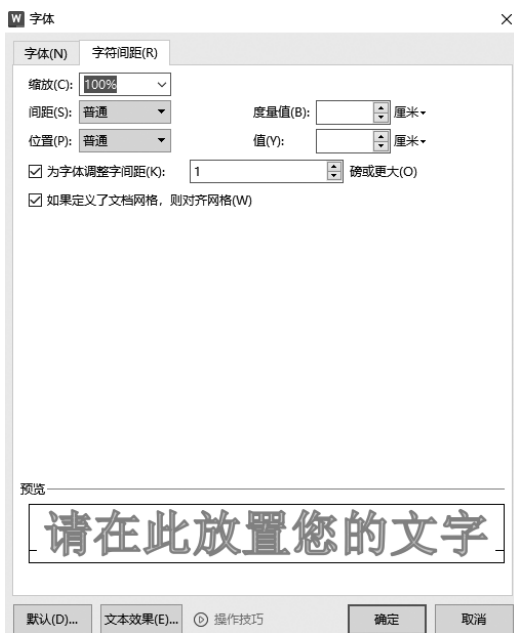 W 字体
字体(N) 字符间距(R)
缩放(C): 100%
间距(S): 普通 度量值(B): 厘米
位置(P): 普通 值(Y): 厘米
为字体调整字间距(K): 1 磅或更大(O)
如果定义了文档网格，则对齐网格(W)
预览
请在此放置您的文字
默认(D)... 文本效果(E)... 操作技巧 确定 取消